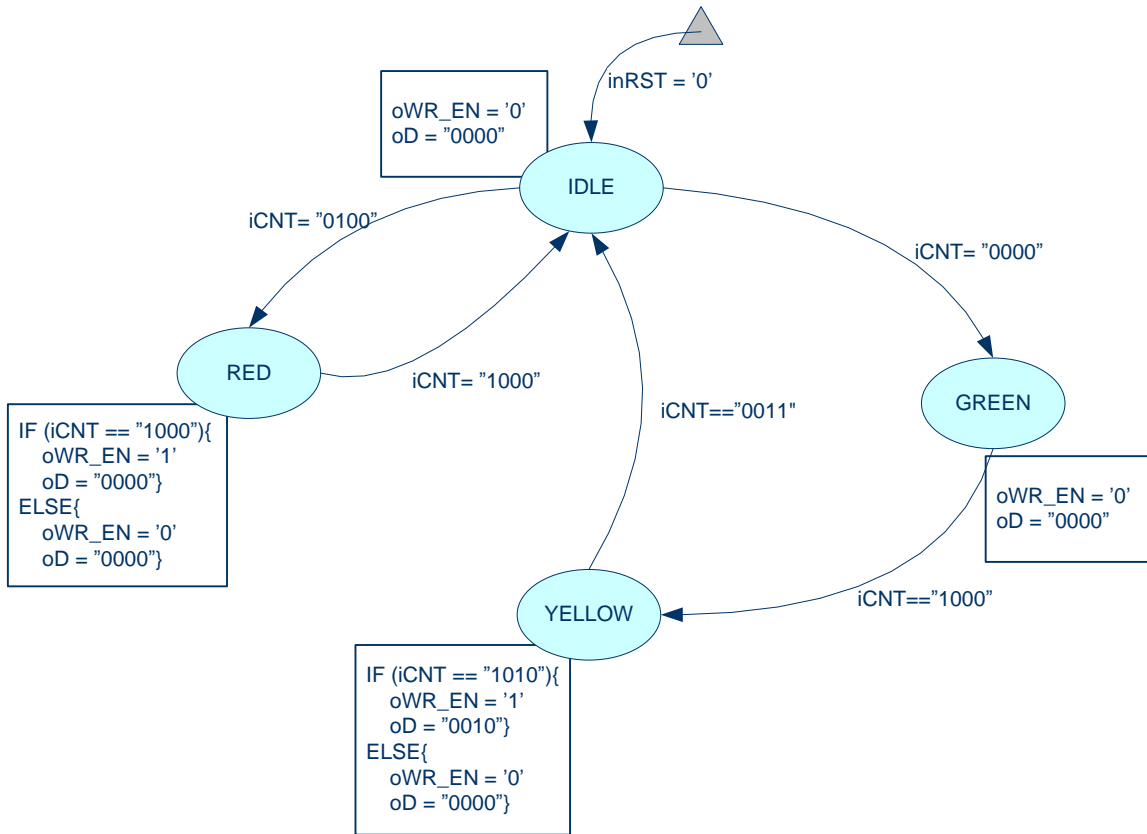 inRST = '0'
oWR_EN = '0'
oD = "0000"
IDLE
iCNT= "0100"
iCNT= "0000"
RED
iCNT= "1000"
iCNT=="0011"
GREEN
IF (iCNT == "1000"){
oWR_EN = '1'
oD = "0000"}
ELSE{
oWR_EN = '0'
oD = "0000"}
oWR_EN = '0'
oD = "0000"
iCNT=="1000"
YELLOW
IF (iCNT == "1010"){
oWR_EN = '1'
oD = "0010"}
ELSE{
oWR_EN = '0'
oD = "0000"}